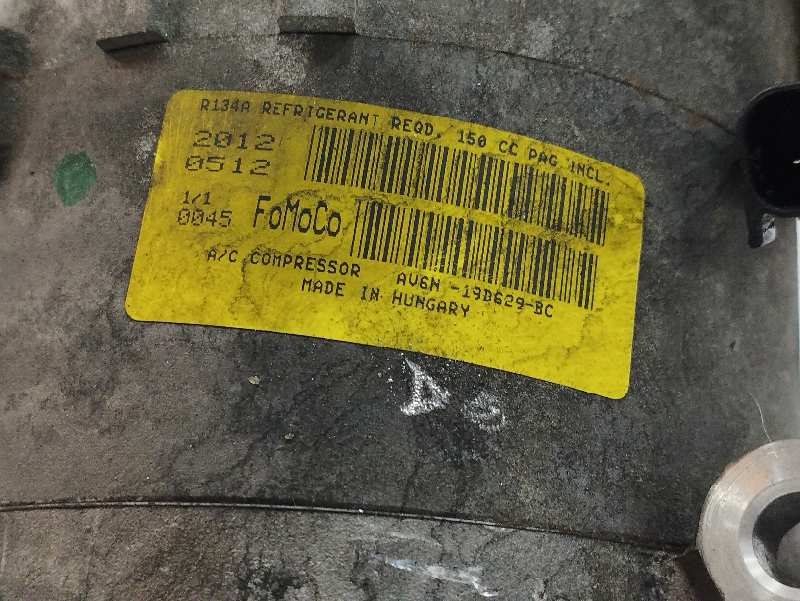 R134A REFRIGERANT REQD. 150 CC PAG INCL.
2012
0512
1/1
0045 FoMoCo
A/C COMPRESSOR AV6N -19D629-BC
MADE IN HUNGARY